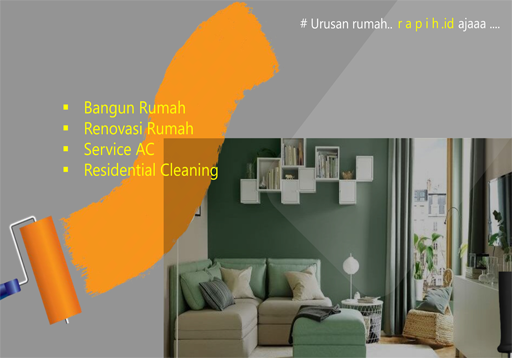 # Urusan rumah.. r a p i h .id ajaaa ....
▪ Bangun Rumah
▪ Renovasi Rumah
▪ Service AC
▪ Residential Cleaning